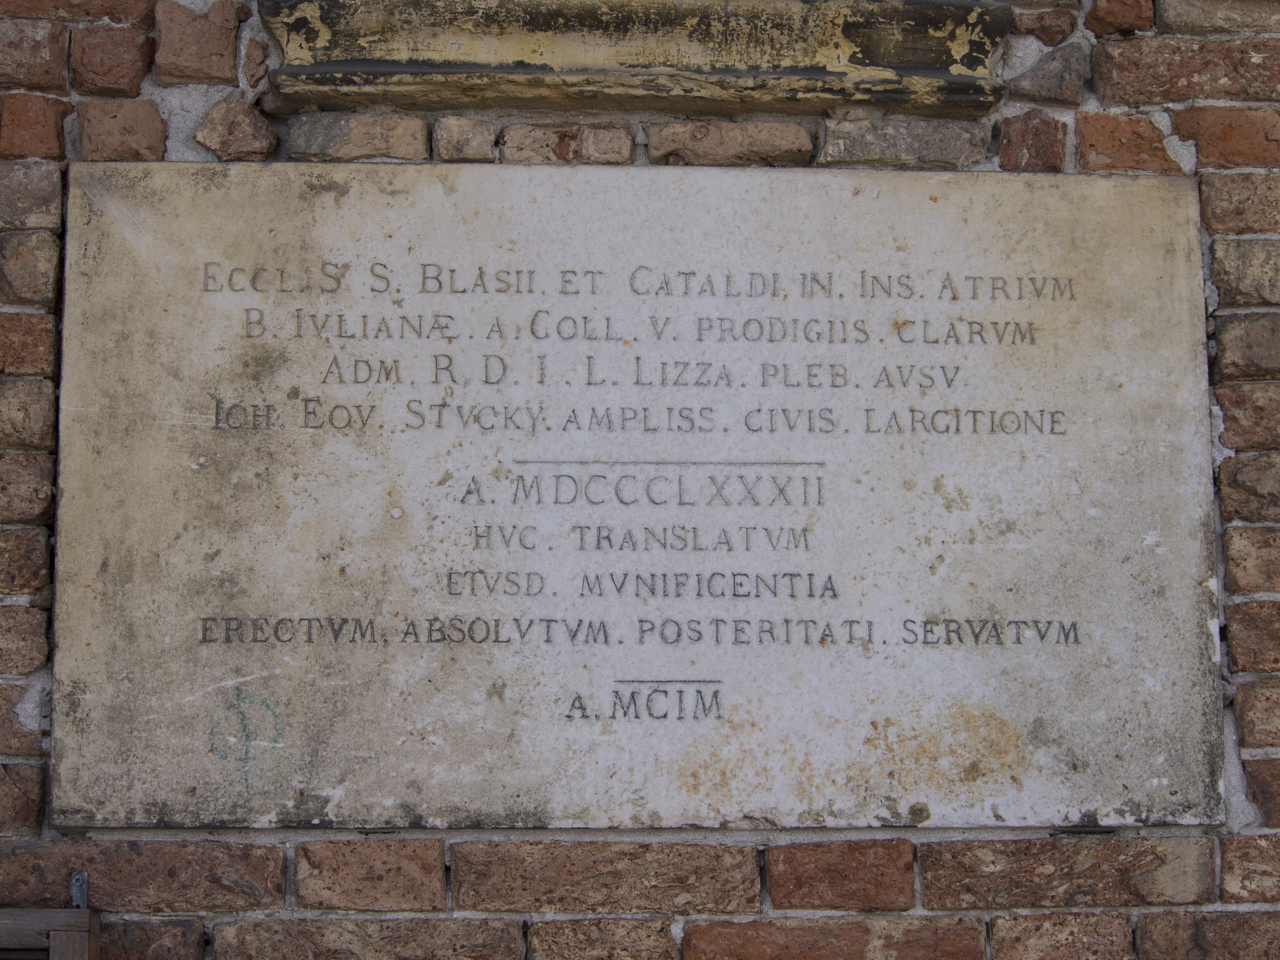 ECCL.S S. BLASII.ET CATALDI.IN.INS.ATRIVM
B.IVLIANÆ.A COLL.V.PRODIGIIS.CLARVM
ADM.R.D.I.L.LIZZA.PLEB.AVSV
IOH.EQV.STVCKY.AMPLISS.CIVIS.LARGITIONE
A.MDCCCLXXXII
HVC.TRANSLATVM
EIVSD.MVNIFICENTIA
ERECTVM.ABSOLVTVM.POSTERITATI.SERVATVM
A.MCIM